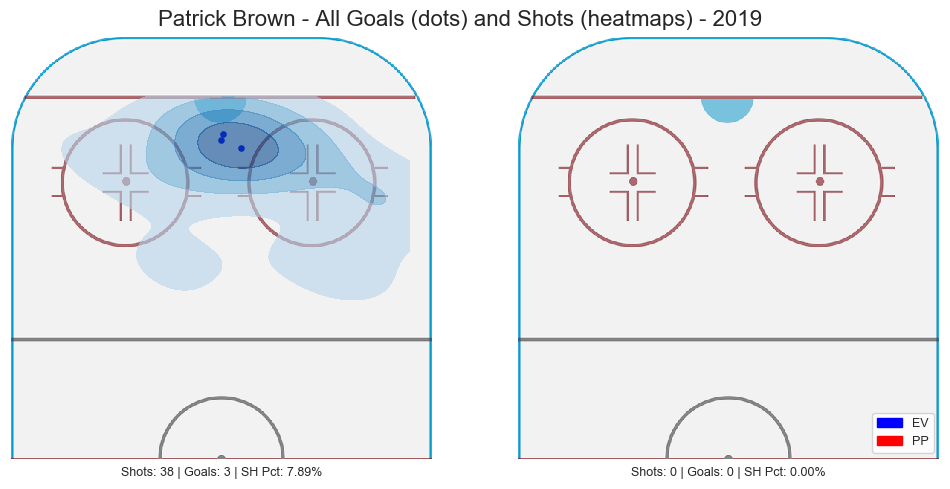 Patrick Brown - All Goals (dots) and Shots (heatmaps) - 2019
EV
PP
Shots: 38 | Goals: 3 | SH Pct: 7.89%
Shots: 0 | Goals: 0 | SH Pct: 0.00%